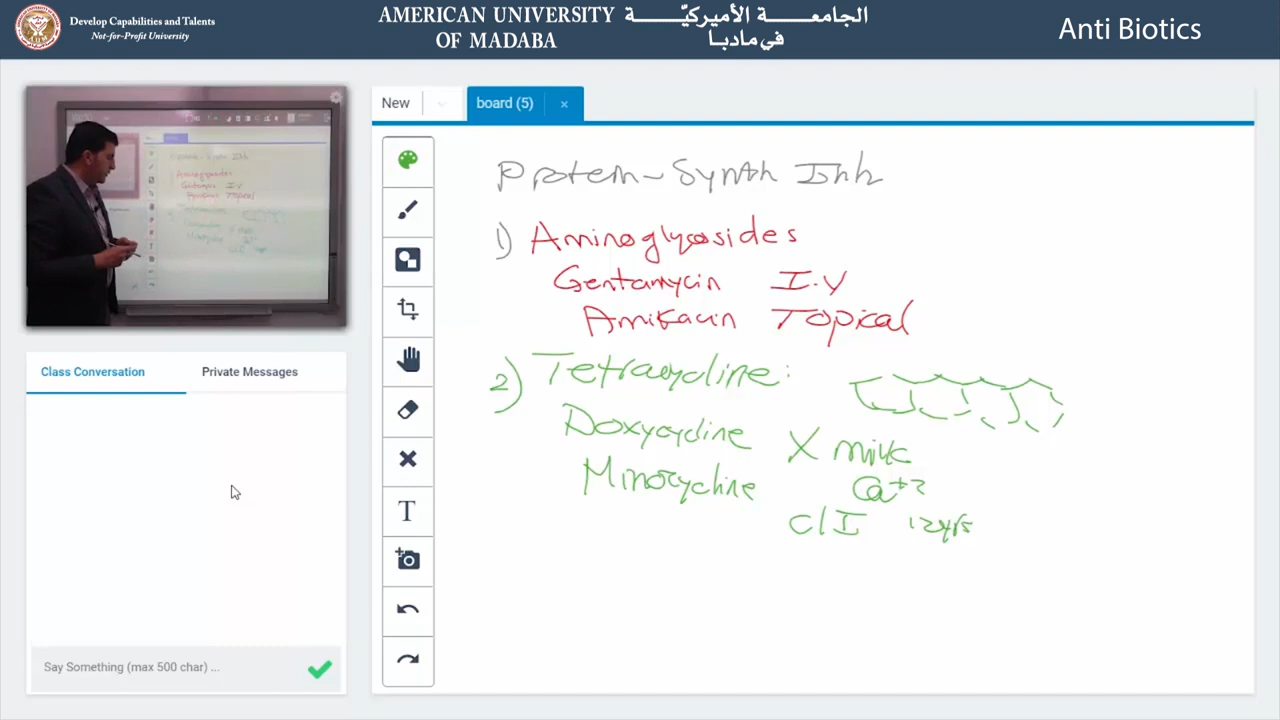 Develop Capabilities and Talents
Not-for-Profit University
AMERICAN UNIVERSITY
OF MADABA
الجامعة الأميركيّة
في مادبا
Anti Biotics
New
board (5)
Protein-Synth Inh
1) Aminoglycosides
Gentamycin I.V
Amikacin Topical
2) Tetracycline:
Doxycycline X milk
Minocycline Ca+2
C/I 12yrs
Class Conversation
Private Messages
Say Something (max 500 char) ...
T